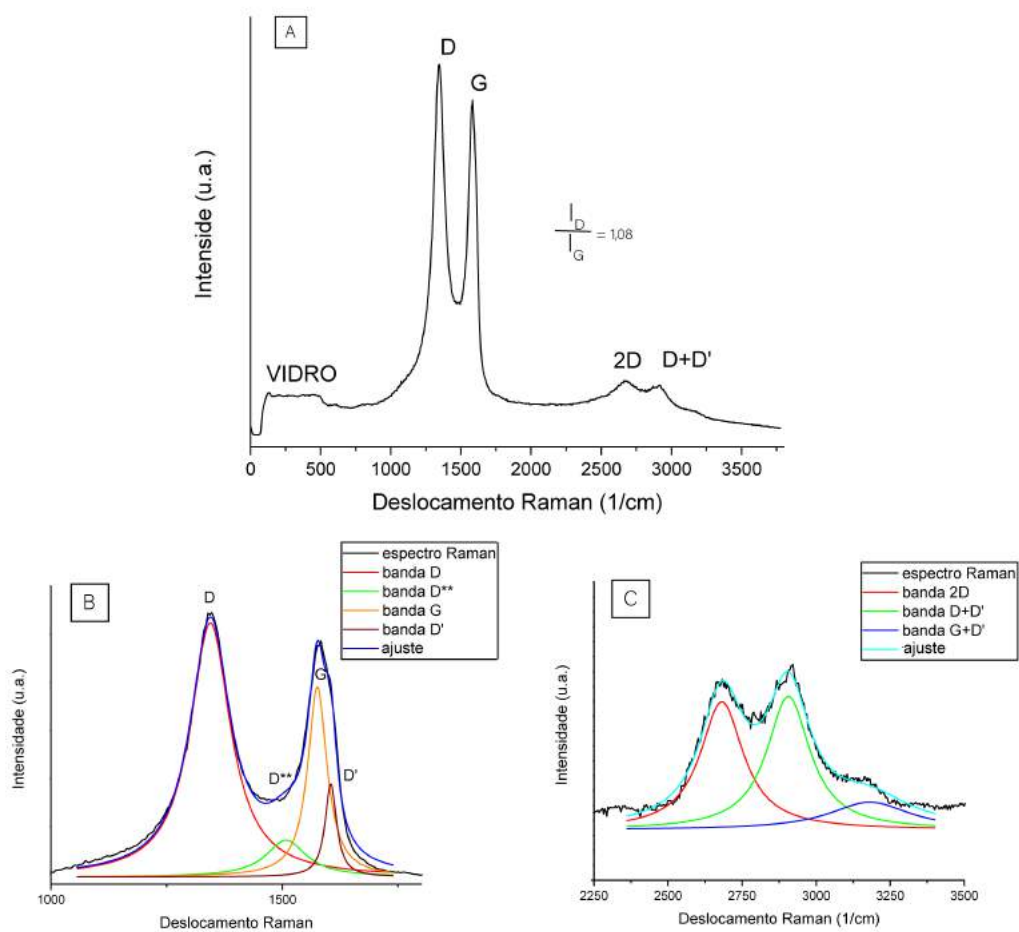 A
D
G
I_D
I_G
= 1,08
VIDRO
2D D+D'
Intenside (u.a.)
0 500 1000 1500 2000 2500 3000 3500
Deslocamento Raman (1/cm)
B
espectro Raman
banda D
banda D**
banda G
banda D'
ajuste
D
G
D**
D'
Intensidade (u.a.)
1000 1500
Deslocamento Raman
C
espectro Raman
banda 2D
banda D+D'
banda G+D'
ajuste
Intensidade (u.a.)
2250 2500 2750 3000 3250 3500
Deslocamento Raman (1/cm)